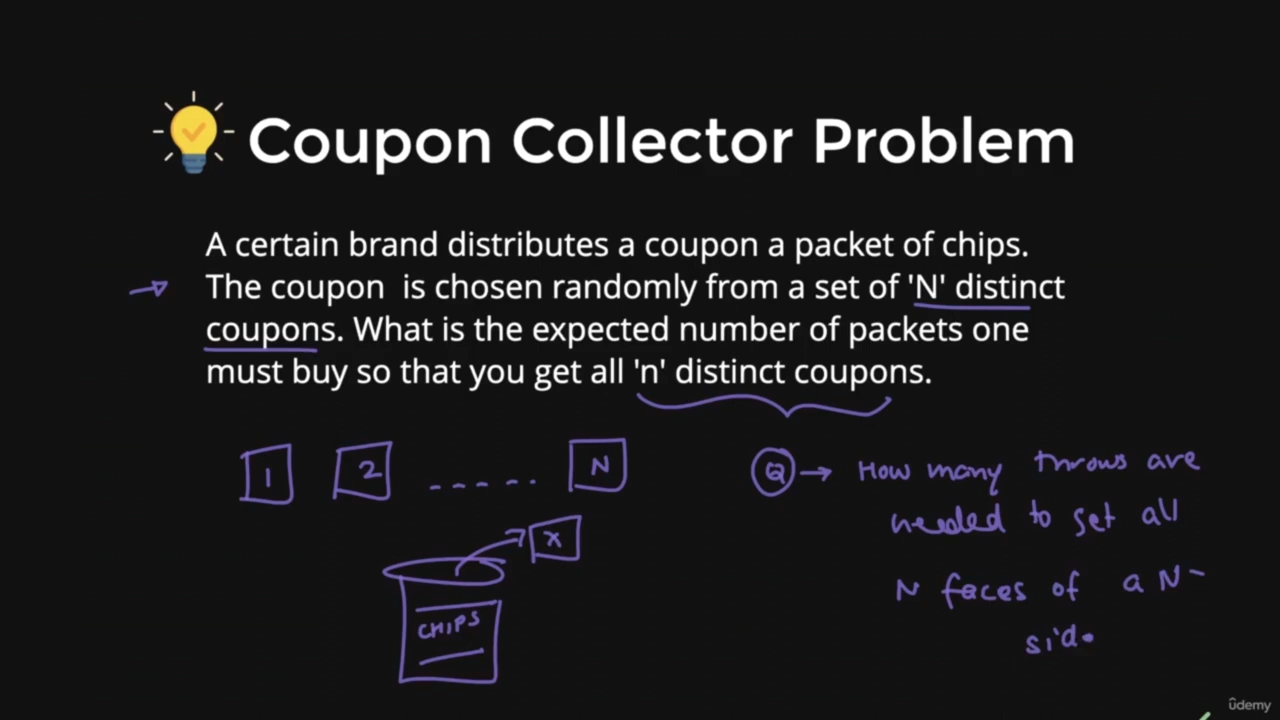 Coupon Collector Problem
A certain brand distributes a coupon a packet of chips.
The coupon is chosen randomly from a set of 'N' distinct
coupons. What is the expected number of packets one
must buy so that you get all 'n' distinct coupons.
1 2 ...... N
X
CHIPS
Q → How many throws are
needed to get all
N faces of a N-
sid
ûdemy